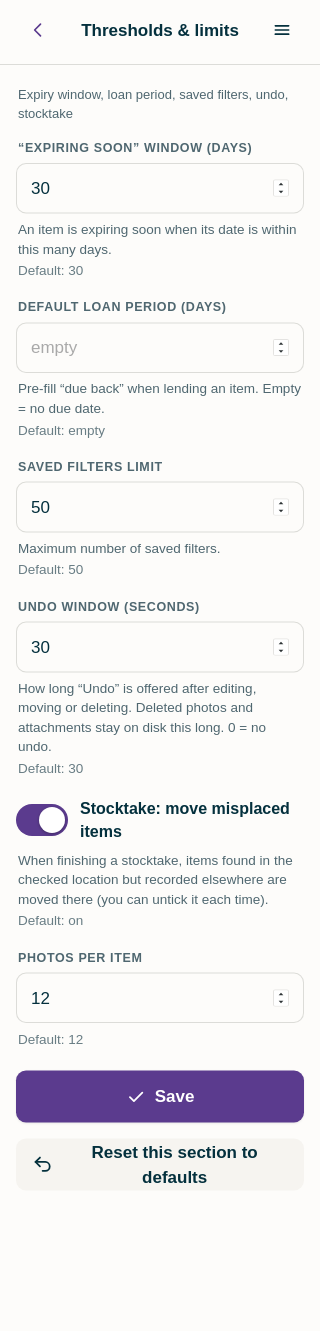 Thresholds & limits
Expiry window, loan period, saved filters, undo,
stocktake
“EXPIRING SOON” WINDOW (DAYS)
30
An item is expiring soon when its date is within
this many days.
Default: 30
DEFAULT LOAN PERIOD (DAYS)
empty
Pre-fill “due back” when lending an item. Empty
= no due date.
Default: empty
SAVED FILTERS LIMIT
50
Maximum number of saved filters.
Default: 50
UNDO WINDOW (SECONDS)
30
How long “Undo” is offered after editing,
moving or deleting. Deleted photos and
attachments stay on disk this long. 0 = no
undo.
Default: 30
Stocktake: move misplaced
items
When finishing a stocktake, items found in the
checked location but recorded elsewhere are
moved there (you can untick it each time).
Default: on
PHOTOS PER ITEM
12
Default: 12
Save
Reset this section to
defaults